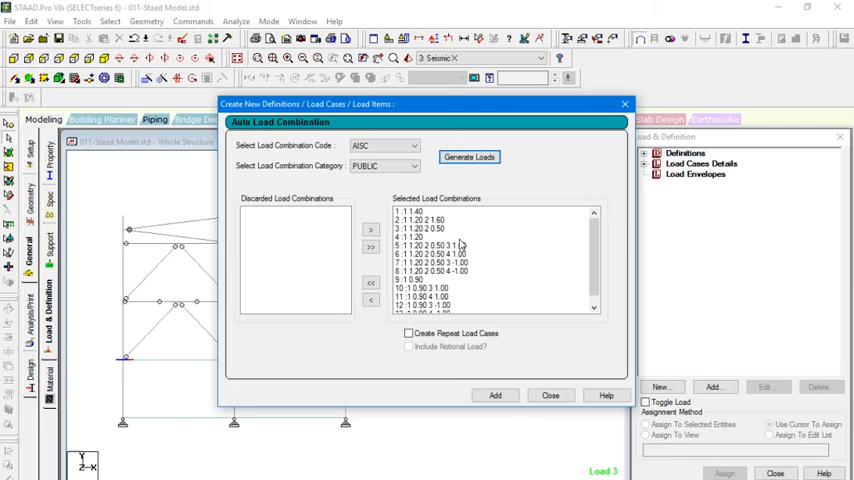 STAAD.Pro V8i (SELECTseries 6) - 011-Staad Model.std
File Edit View Tools Select Geometry Commands Analyze Mode Window Help
3: Seismic X
Modeling Building Planner Piping Bridge De Slab Design Earthquake
011-Staad Model.std - Whole Structure
Setup
Geometry
General
Analysis/Print
Design
Property
Spec
Load & Definition
Material
Create New Definitions / Load Cases / Load Items :
Auto Load Combination
Select Load Combination Code : AISC
Select Load Combination Category : PUBLIC
Generate Loads
Discarded Load Combinations
Selected Load Combinations
1 :1 1.40
2 :1 1.20 2 1.60
3 :1 1.20 2 0.50
4 :1 1.20
5 :1 1.20 2 0.50 3 1.00
6 :1 1.20 2 0.50 4 1.00
7 :1 1.20 2 0.50 3 -1.00
8 :1 1.20 2 0.50 4 -1.00
9 :1 0.90
10 :1 0.90 3 1.00
11 :1 0.90 4 1.00
12 :1 0.90 3 -1.00
>
>>
<<
<
Create Repeat Load Cases
Include Notional Load?
Add Close Help
Load & Definition
Definitions
Load Cases Details
Load Envelopes
New... Add... Edit... Delete...
Toggle Load
Assignment Method
Assign To Selected Entities
Use Cursor To Assign
Assign To View
Assign To Edit List
Assign Close Help
Y
Z X
Load 3